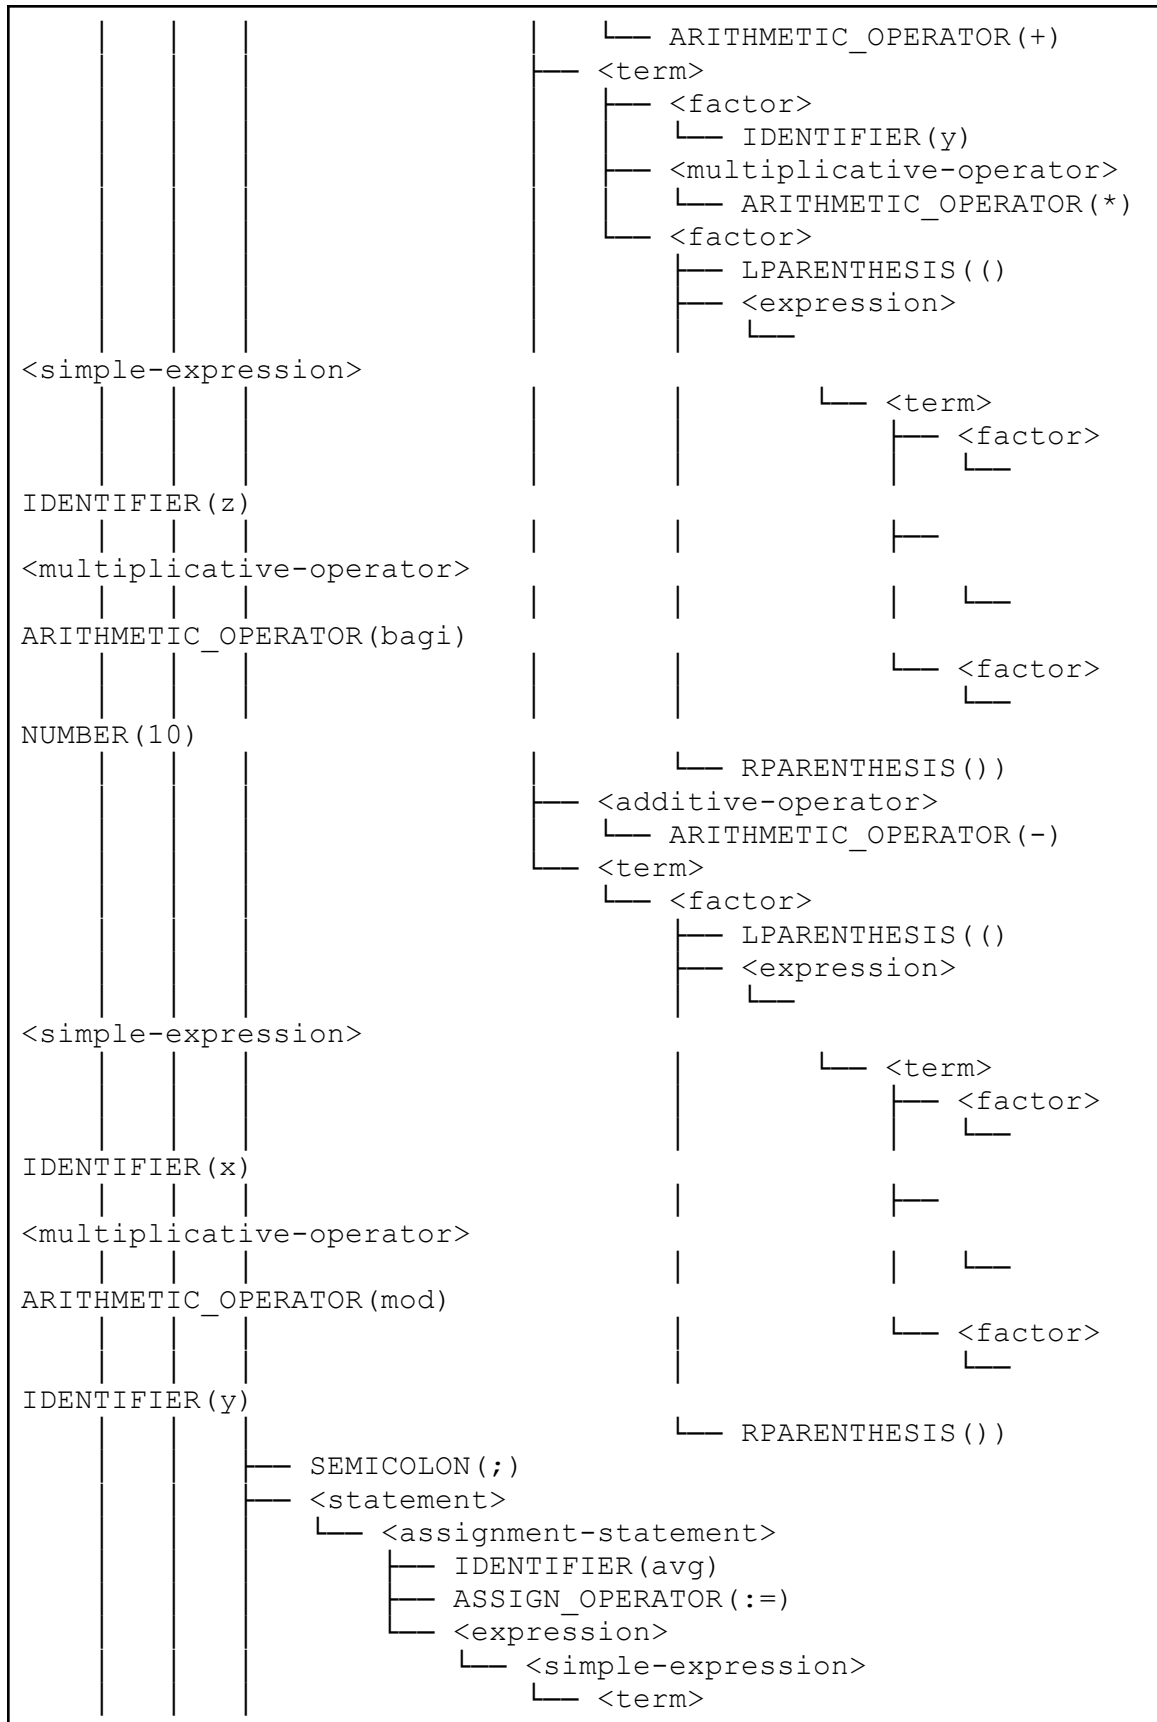 │   │   │               │   └── ARITHMETIC_OPERATOR(+)
│   │   │               ├── <term>
│   │   │               │   ├── <factor>
│   │   │               │   │   └── IDENTIFIER(y)
│   │   │               │   ├── <multiplicative-operator>
│   │   │               │   │   └── ARITHMETIC_OPERATOR(*)
│   │   │               │   └── <factor>
│   │   │               │       ├── LPARENTHESIS(()
│   │   │               │       ├── <expression>
│   │   │               │       │   └──
<simple-expression>
│   │   │               │       │       └── <term>
│   │   │               │       │           ├── <factor>
│   │   │               │       │           │   └──
IDENTIFIER(z)
│   │   │               │       │           ├──
<multiplicative-operator>
│   │   │               │       │           │   └──
ARITHMETIC_OPERATOR(bagi)
│   │   │               │       │           └── <factor>
│   │   │               │       │               └──
NUMBER(10)
│   │   │               │       └── RPARENTHESIS())
│   │   │               ├── <additive-operator>
│   │   │               │   └── ARITHMETIC_OPERATOR(-)
│   │   │               └── <term>
│   │   │                   └── <factor>
│   │   │                       ├── LPARENTHESIS(()
│   │   │                       ├── <expression>
│   │   │                       │   └──
<simple-expression>
│   │   │                       │       └── <term>
│   │   │                       │           ├── <factor>
│   │   │                       │           │   └──
IDENTIFIER(x)
│   │   │                       │           ├──
<multiplicative-operator>
│   │   │                       │           │   └──
ARITHMETIC_OPERATOR(mod)
│   │   │                       │           └── <factor>
│   │   │                       │               └──
IDENTIFIER(y)
│   │   │                       └── RPARENTHESIS())
│   │   ├── SEMICOLON(;)
│   │   ├── <statement>
│   │   │   └── <assignment-statement>
│   │   │       ├── IDENTIFIER(avg)
│   │   │       ├── ASSIGN_OPERATOR(:=)
│   │   │       └── <expression>
│   │   │           └── <simple-expression>
│   │   │               └── <term>